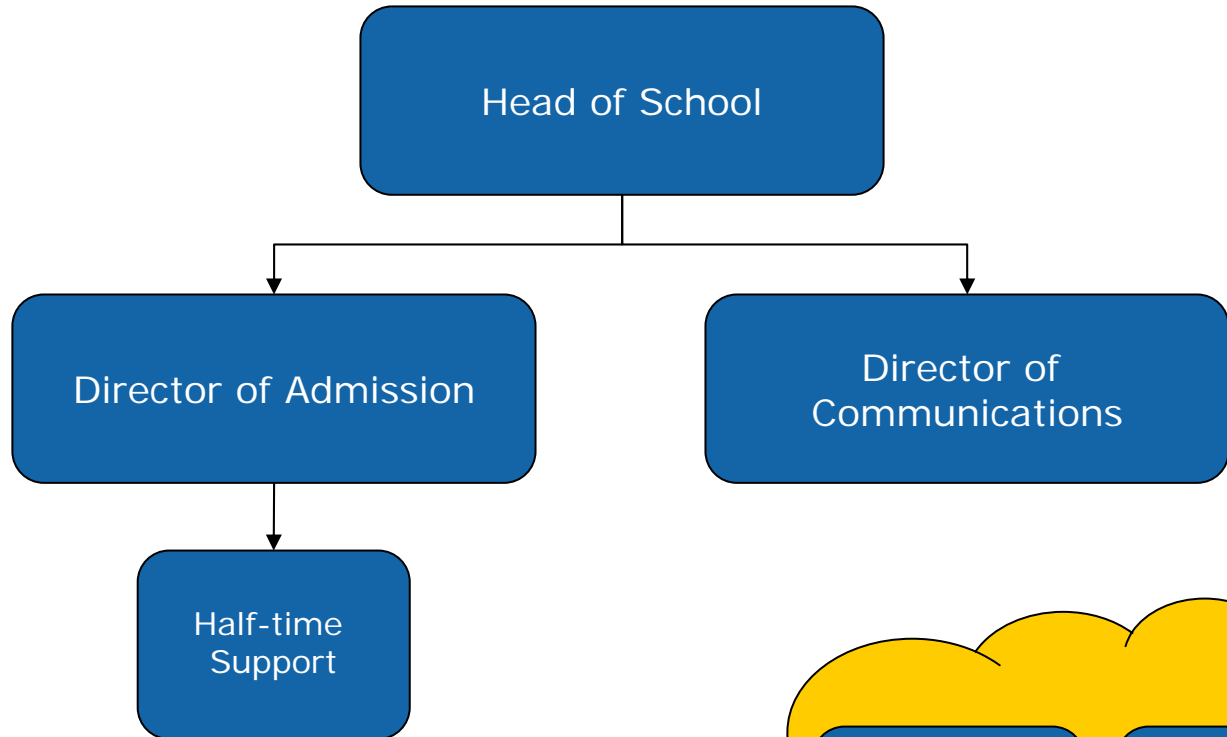 Head of School
Director of Admission
Director of
Communications
Half-time
Support